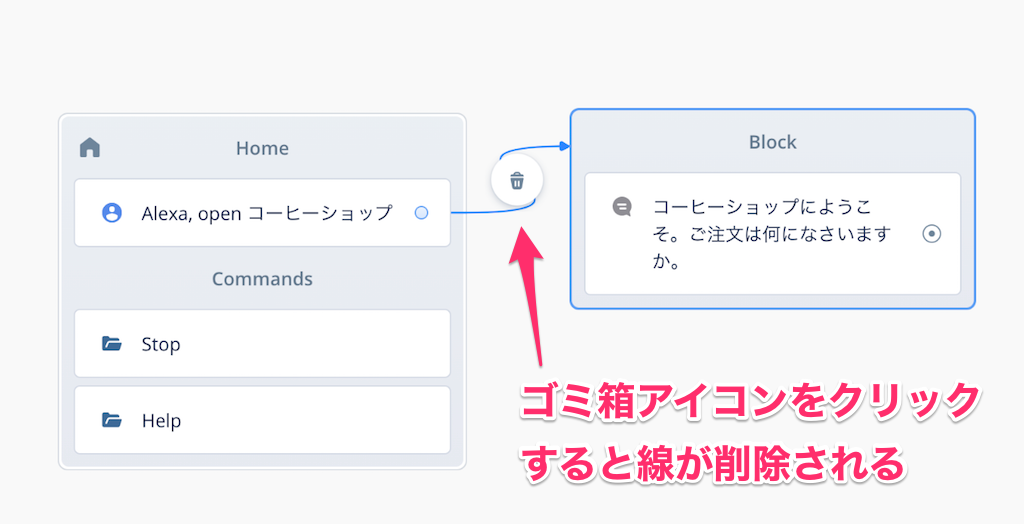 Home
Alexa, open コーヒーショップ
Commands
Stop
Help
Block
コーヒーショップにようこ
そ。ご注文は何になさいます
か。
ゴミ箱アイコンをクリック
すると線が削除される